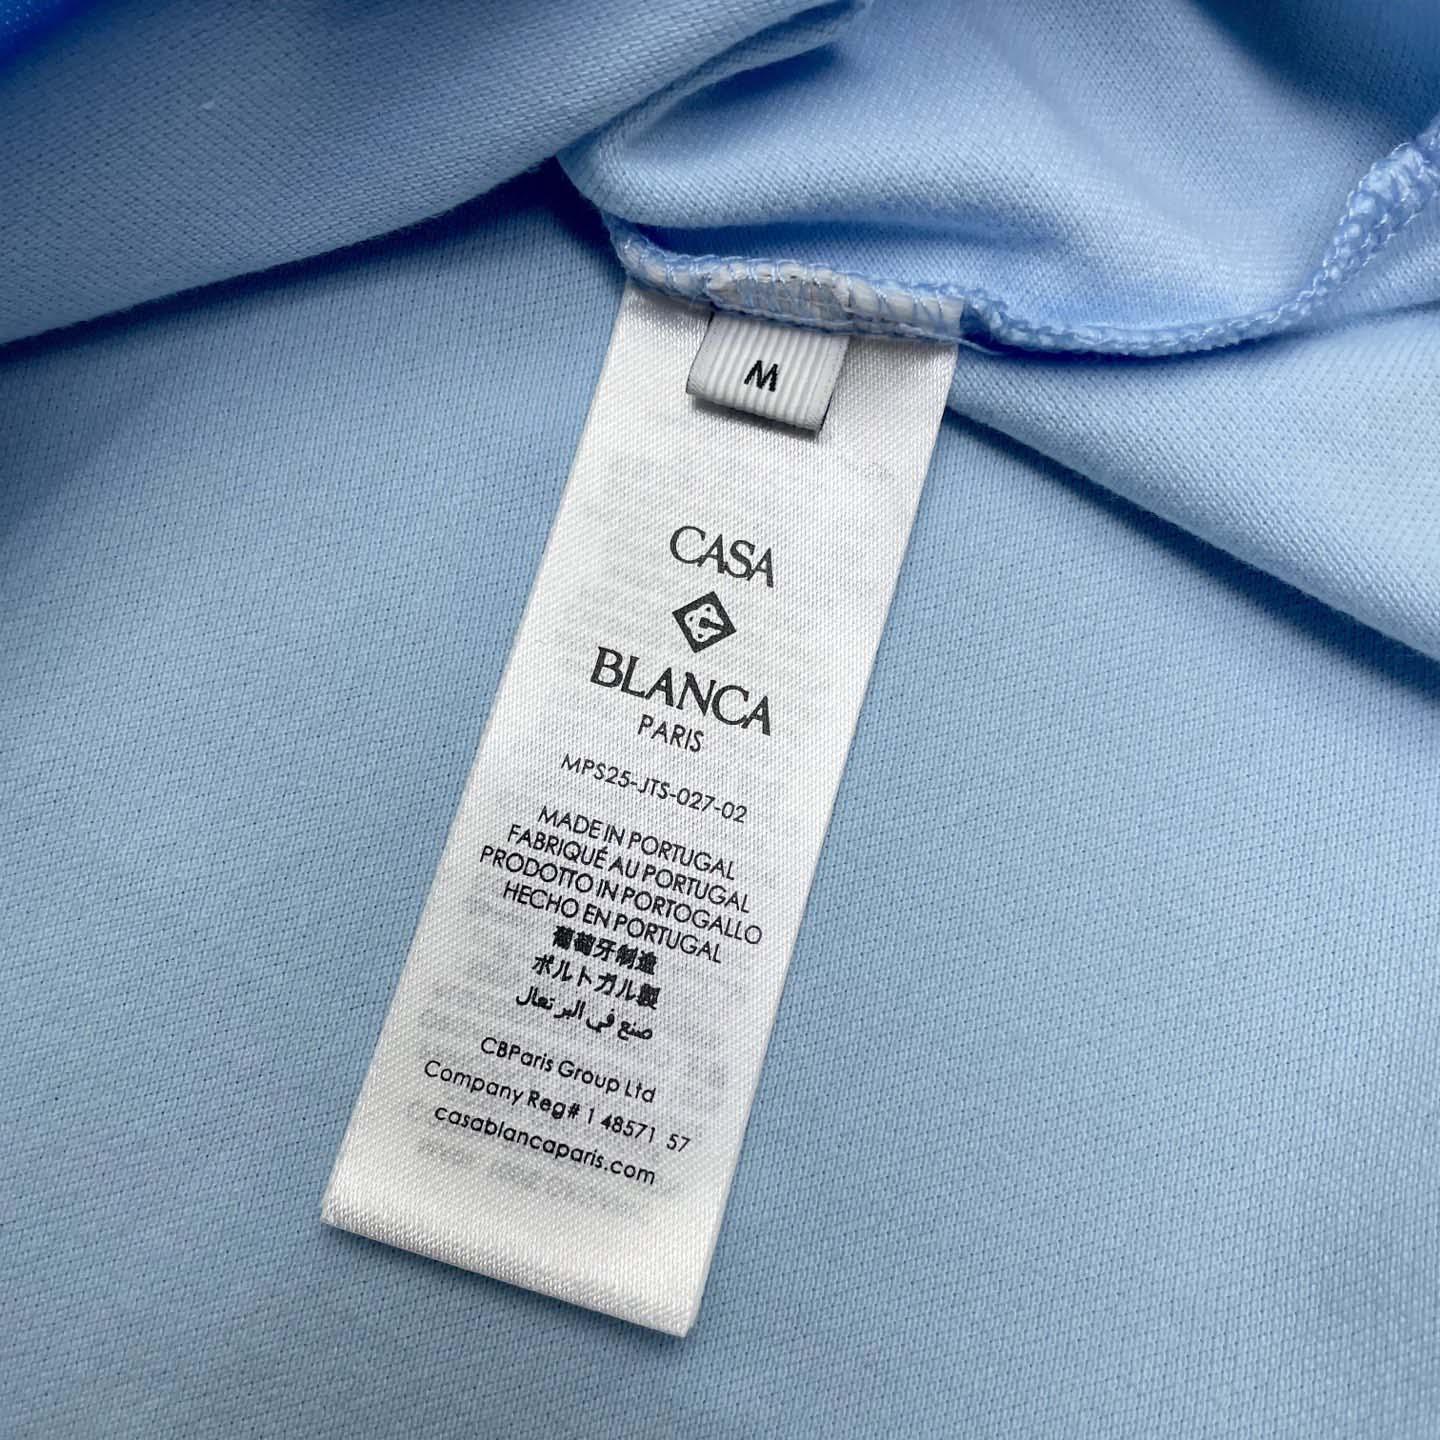 M
CASA
BLANCA
PARIS
MPS25-JTS-027-02
MADE IN PORTUGAL
FABRIQUÉ AU PORTUGAL
PRODOTTO IN PORTOGALLO
HECHO EN PORTUGAL
葡萄牙制造
ポルトガル製
صنع في البر تعال
CBParis Group Ltd
Company Reg# 1 48571 57
casablancaparis.com